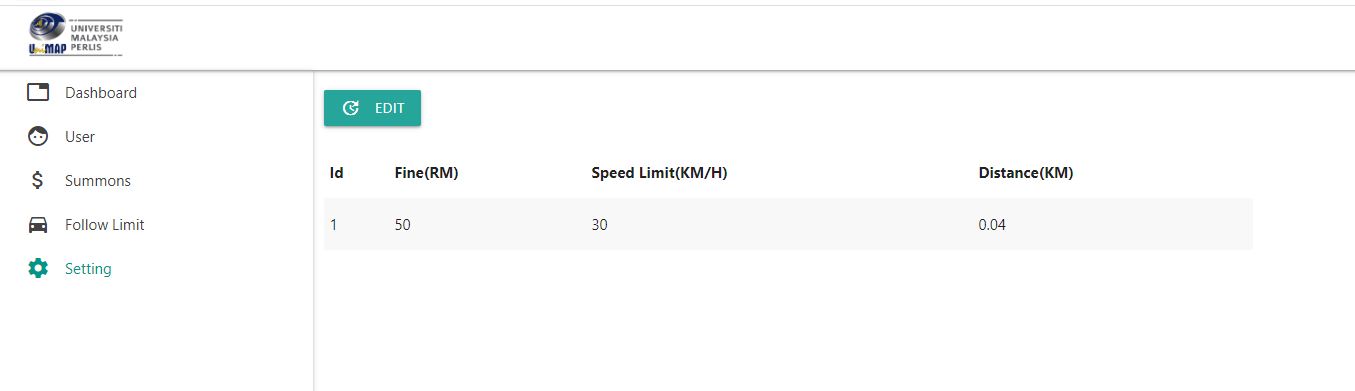 UNIVERSITI
MALAYSIA
PERLIS
UniMAP
Dashboard
User
Summons
Follow Limit
Setting
EDIT
Id Fine(RM) Speed Limit(KM/H) Distance(KM)
1 50 30 0.04